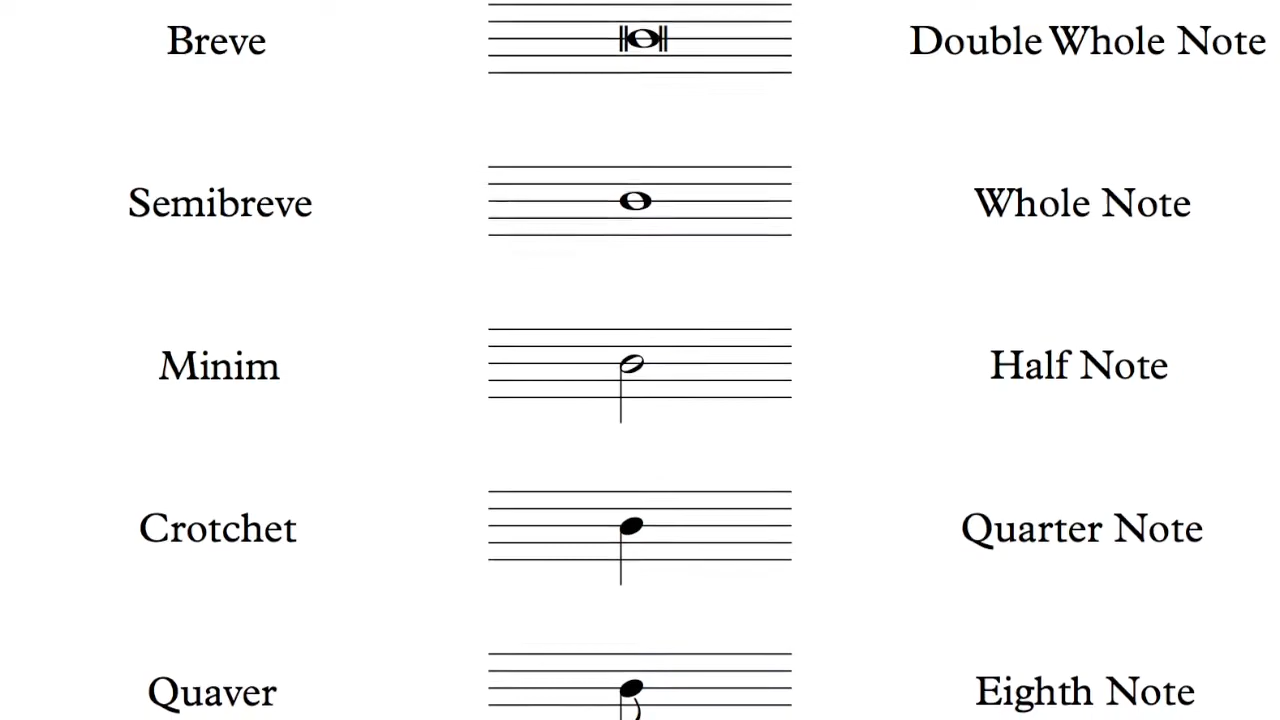 Breve Double Whole Note
Semibreve Whole Note
Minim Half Note
Crotchet Quarter Note
Quaver Eighth Note